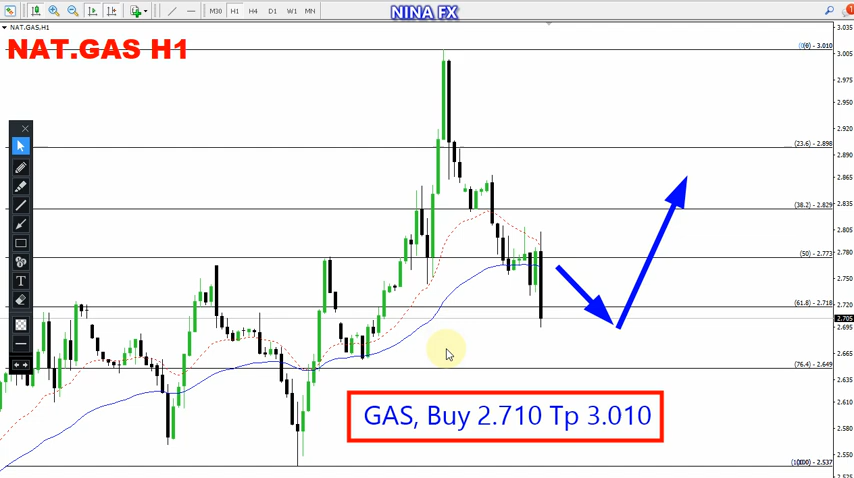 M30 H1 H4 D1 W1 MN
NINA FX
NAT.GAS,H1
NAT.GAS H1
(0) - 3.010
(23.6) - 2.898
(38.2) - 2.829
(50) - 2.773
(61.8) - 2.718
(76.4) - 2.649
(100) - 2.537
3.035
3.005
2.975
2.950
2.920
2.890
2.865
2.835
2.805
2.780
2.750
2.720
2.705
2.695
2.665
2.635
2.610
2.580
2.550
2.525
T
GAS, Buy 2.710 Tp 3.010